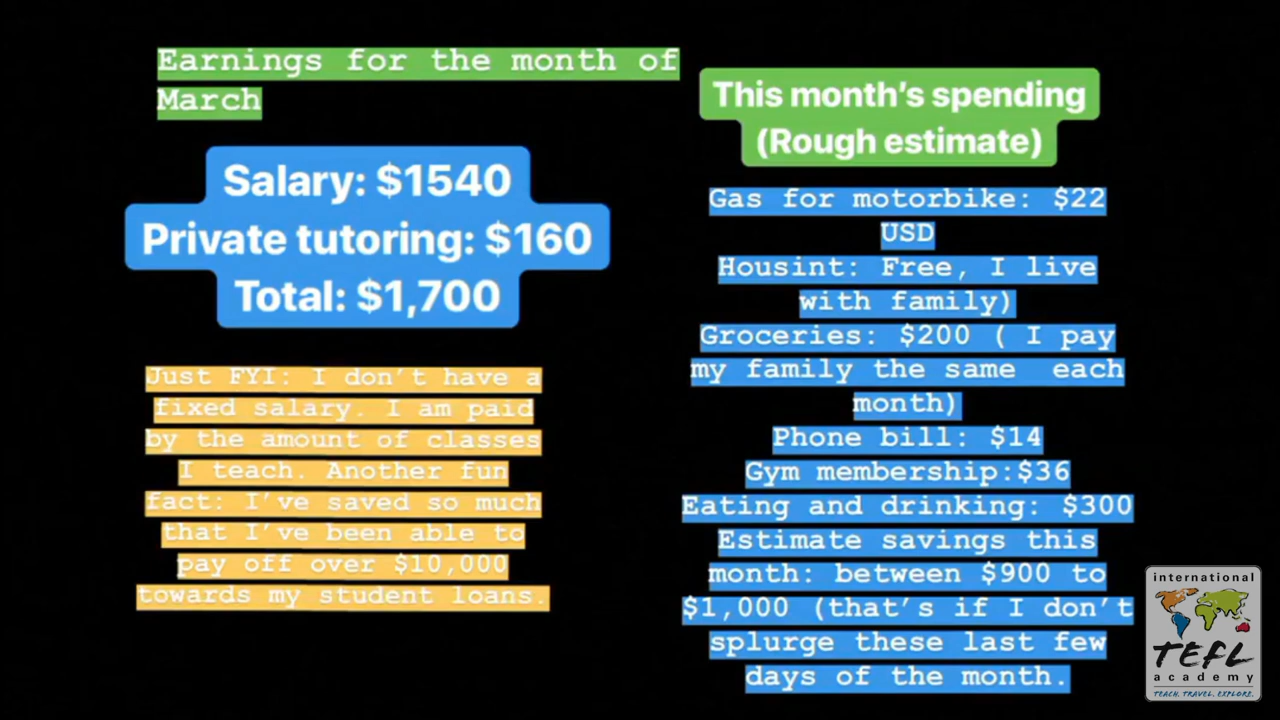 Earnings for the month of
March
Salary: $1540
Private tutoring: $160
Total: $1,700
Just FYI: I don't have a
fixed salary. I am paid
by the amount of classes
I teach. Another fun
fact: I've saved so much
that I've been able to
pay off over $10,000
towards my student loans.
This month's spending
(Rough estimate)
Gas for motorbike: $22
USD
Housint: Free, I live
with family)
Groceries: $200 ( I pay
my family the same  each
month)
Phone bill: $14
Gym membership:$36
Eating and drinking: $300
Estimate savings this
month: between $900 to
$1,000 (that's if I don't
splurge these last few
days of the month.
international
TEFL
academy
TEACH. TRAVEL. EXPLORE.